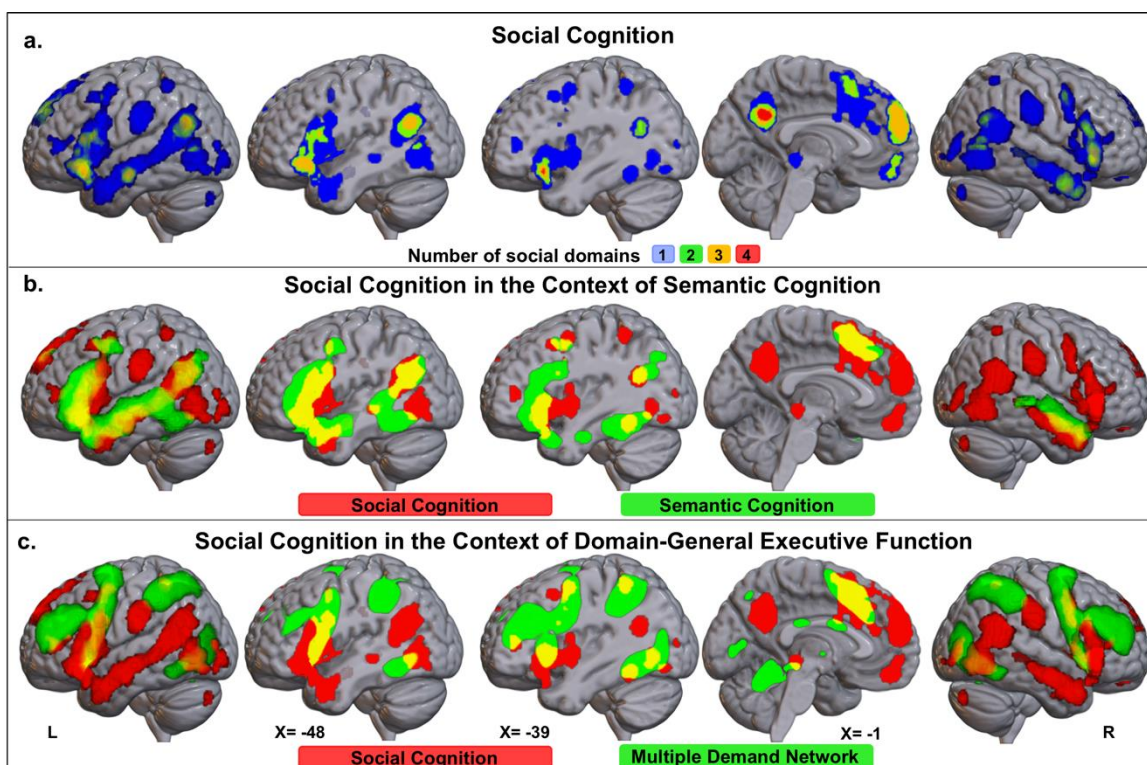 a.
Social Cognition
Number of social domains 1 2 3 4
b.
Social Cognition in the Context of Semantic Cognition
Social Cognition Semantic Cognition
c.
Social Cognition in the Context of Domain-General Executive Function
L X= -48 X= -39 X= -1 R
Social Cognition Multiple Demand Network